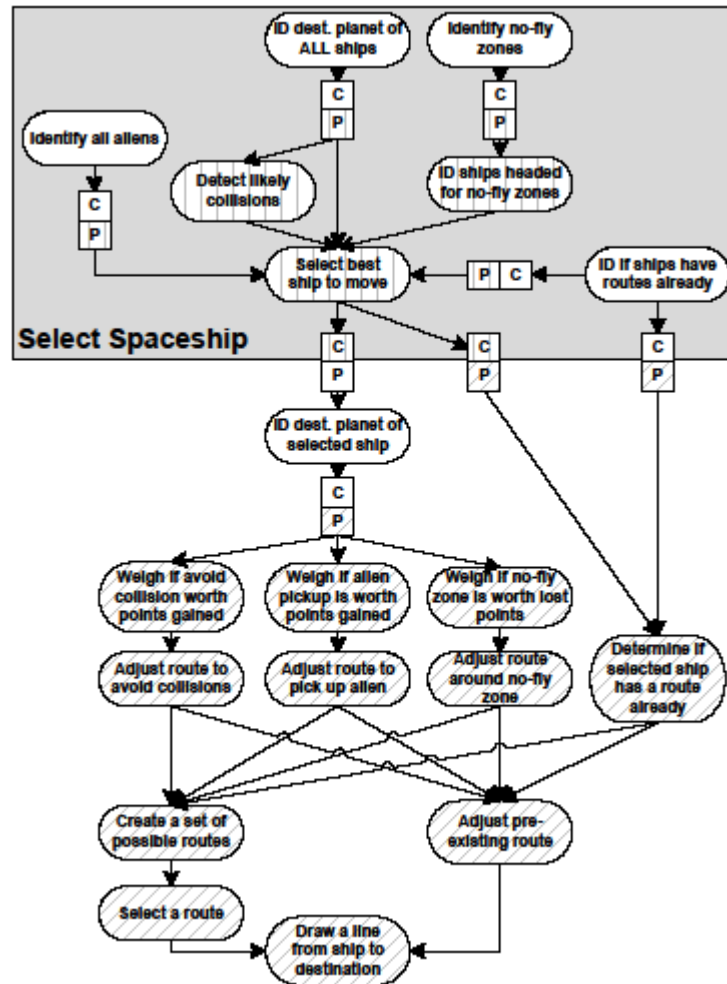 ID dest. planet of
ALL ships
Identify no-fly
zones
C
P
C
P
Identify all aliens
Detect likely
collisions
ID ships headed
for no-fly zones
C
P
Select best
ship to move
P C
ID if ships have
routes already
Select Spaceship
C
P
C
P
C
P
ID dest. planet of
selected ship
C
P
Weigh if avoid
collision worth
points gained
Weigh if alien
pickup is worth
points gained
Weigh if no-fly
zone is worth lost
points
Determine if
selected ship
has a route
already
Adjust route to
avoid collisions
Adjust route to
pick up alien
Adjust route
around no-fly
zone
Create a set of
possible routes
Adjust pre-
existing route
Select a route
Draw a line
from ship to
destination